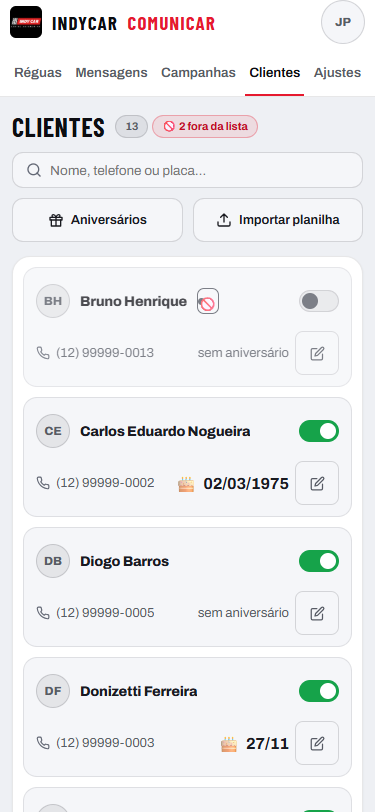 INDYCAR COMUNICAR
JP
Réguas Mensagens Campanhas Clientes Ajustes
CLIENTES 13 2 fora da lista
Nome, telefone ou placa...
Aniversários Importar planilha
BH Bruno Henrique
(12) 99999-0013 sem aniversário
CE Carlos Eduardo Nogueira
(12) 99999-0002 02/03/1975
DB Diogo Barros
(12) 99999-0005 sem aniversário
DF Donizetti Ferreira
(12) 99999-0003 27/11